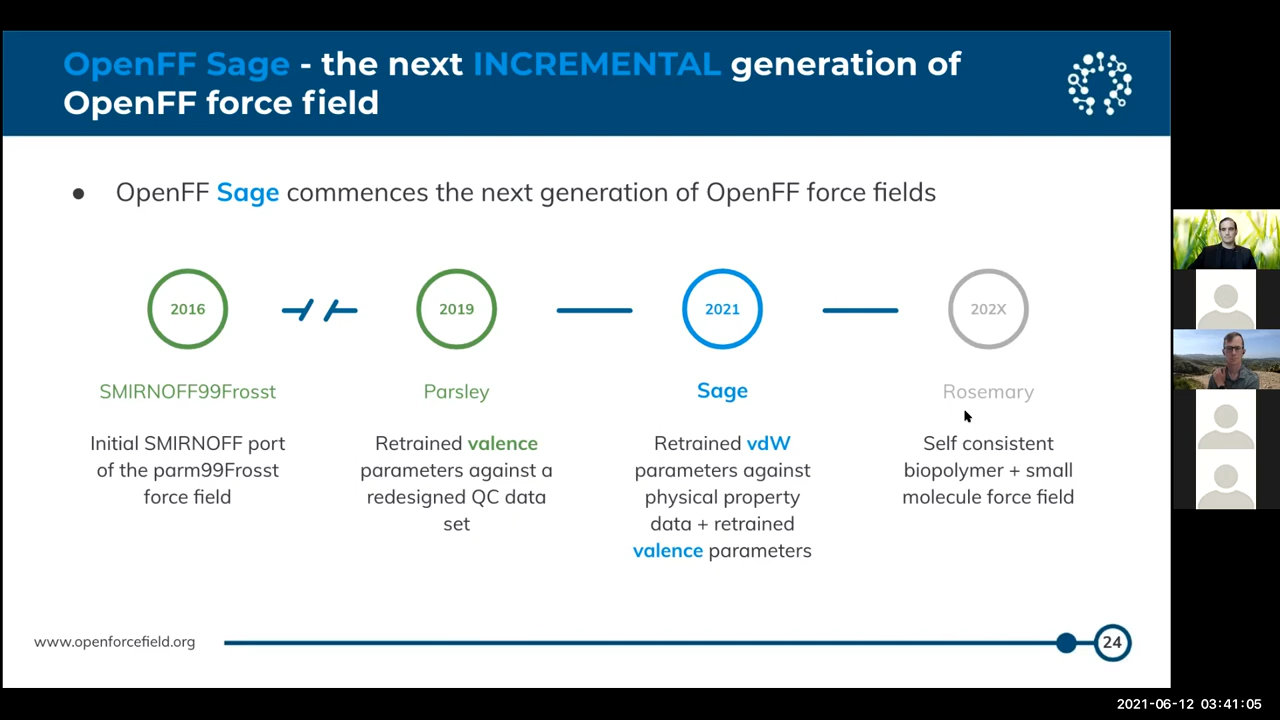 OpenFF Sage - the next INCREMENTAL generation of
OpenFF force field
● OpenFF Sage commences the next generation of OpenFF force fields
2016
2019
2021
202X
SMIRNOFF99Frosst
Parsley
Sage
Rosemary
Initial SMIRNOFF port
of the parm99Frosst
force field
Retrained valence
parameters against a
redesigned QC data
set
Retrained vdW
parameters against
physical property
data + retrained
valence parameters
Self consistent
biopolymer + small
molecule force field
www.openforcefield.org
24
2021-06-12 03:41:05